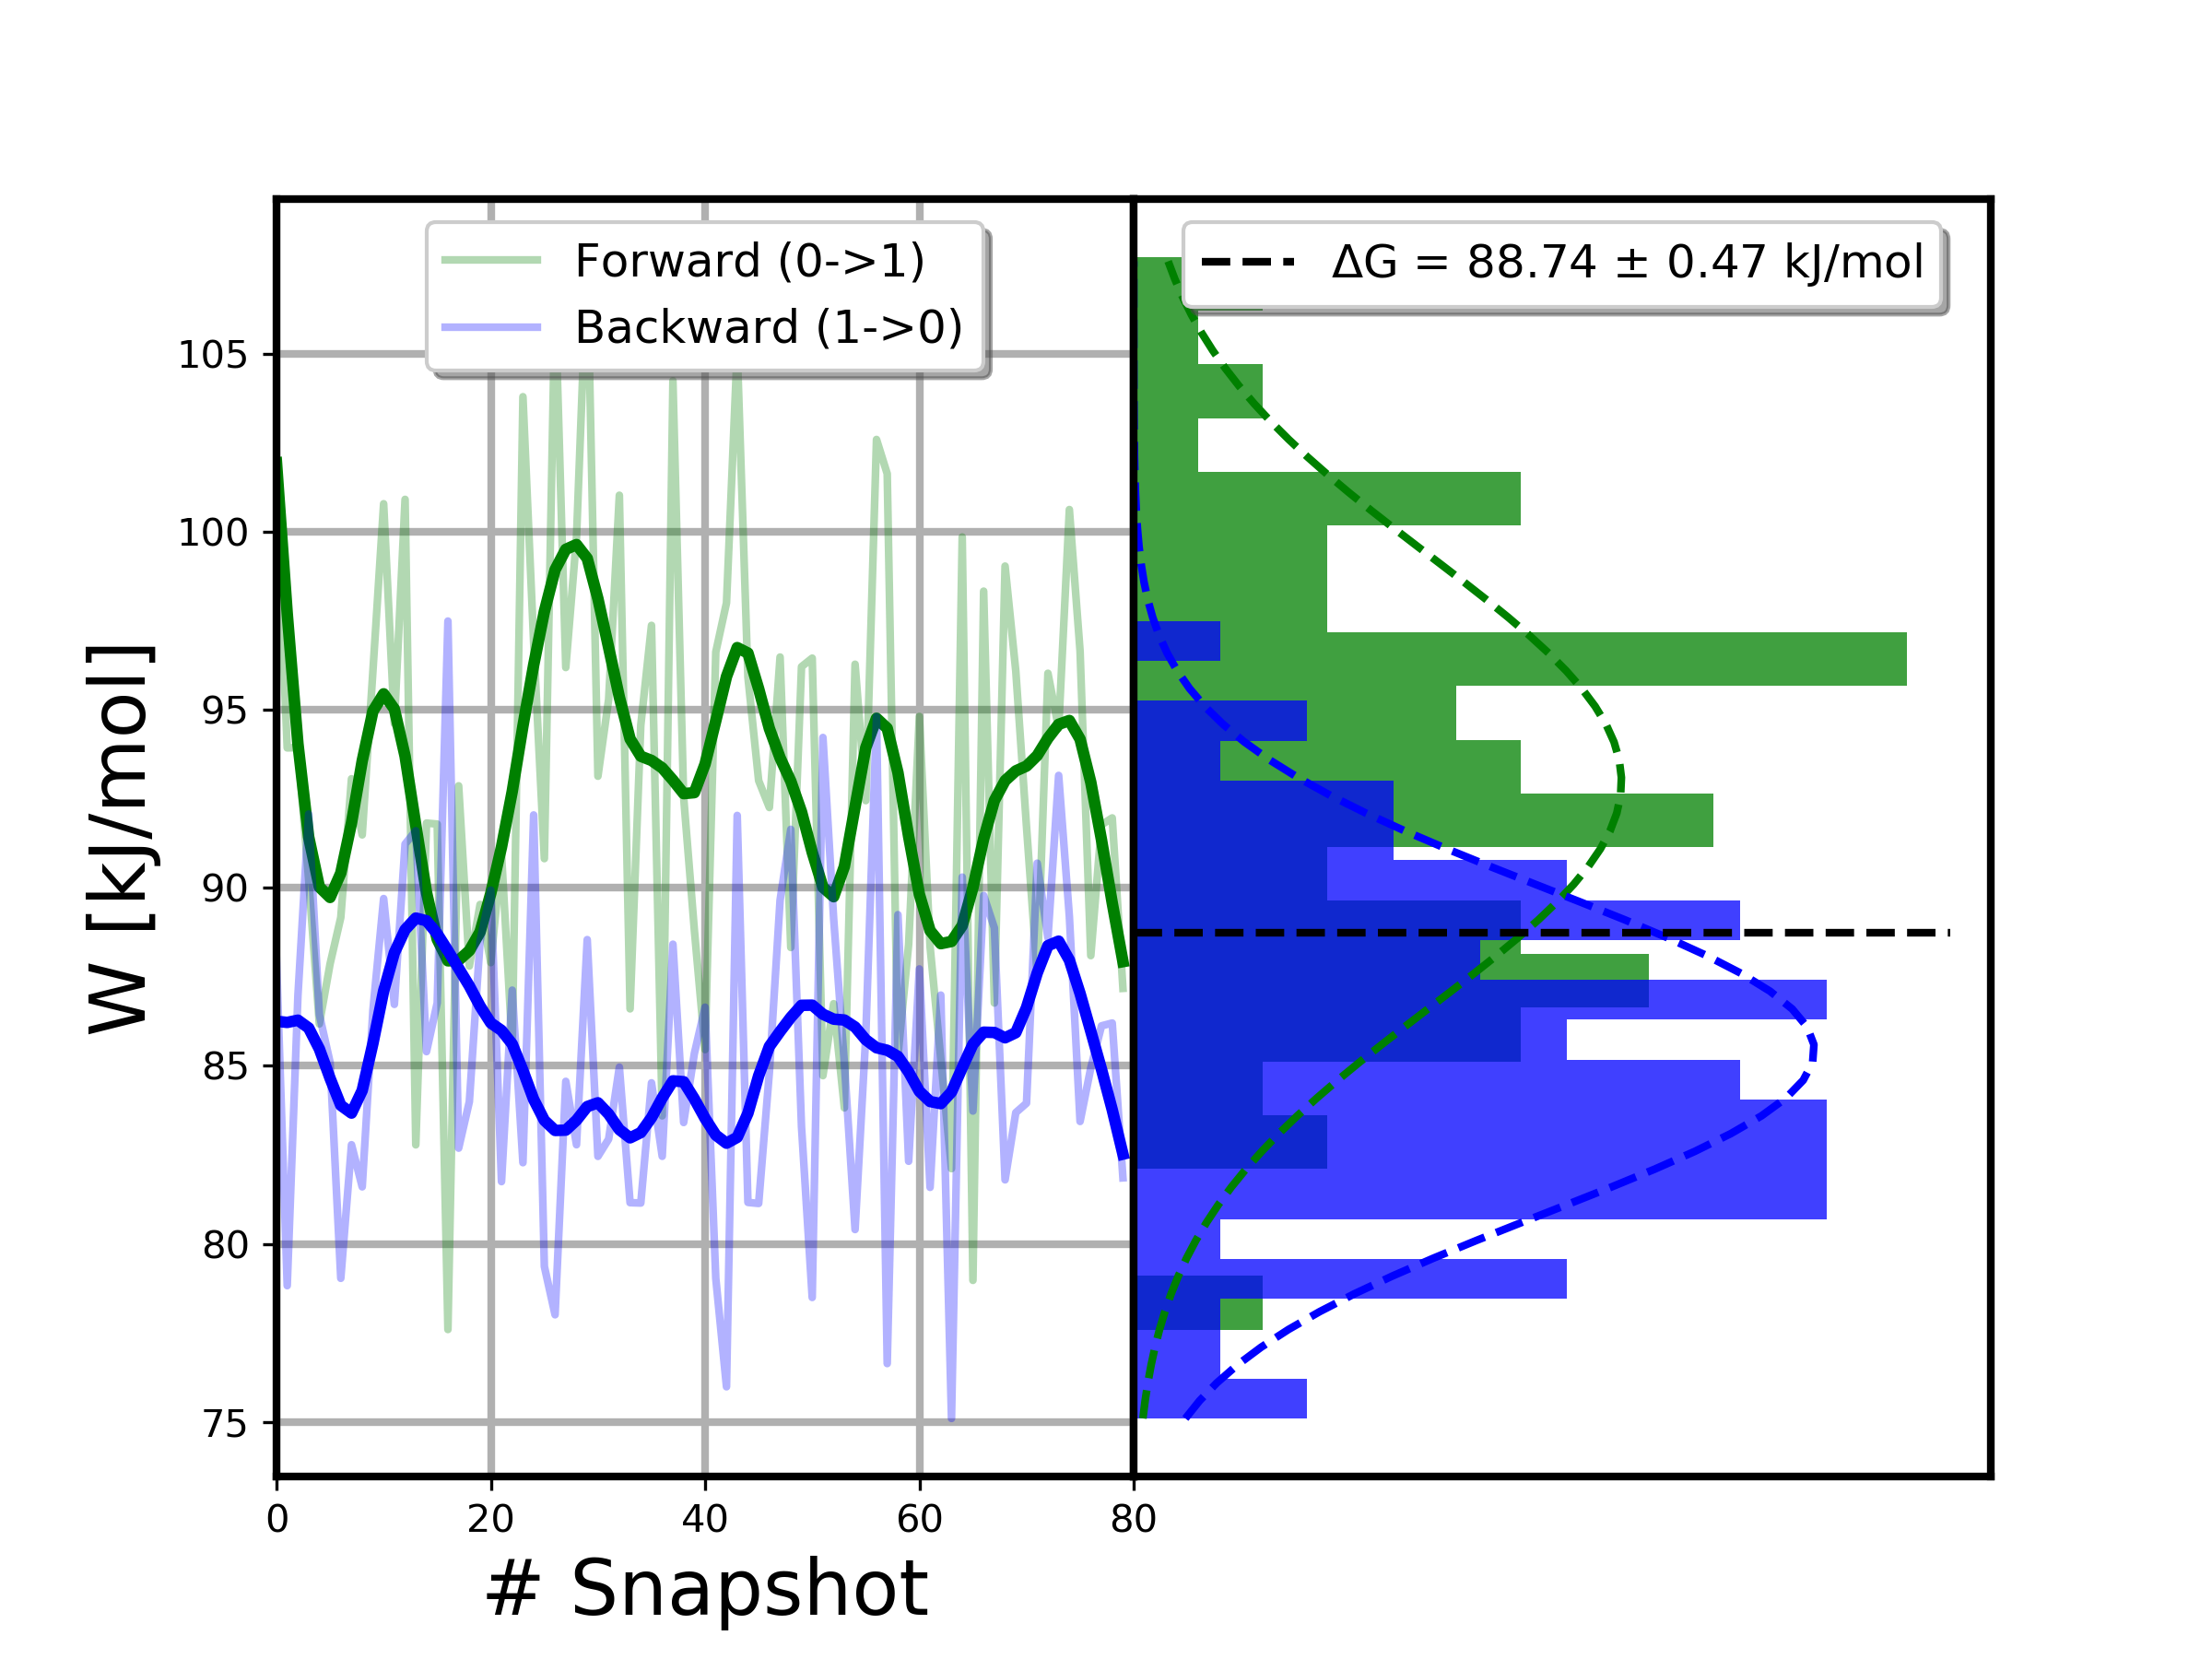 Forward (0->1)
Backward (1->0)
ΔG = 88.74 ± 0.47 kJ/mol
W [kJ/mol]
105
100
95
90
85
80
75
0 20 40 60 80
# Snapshot